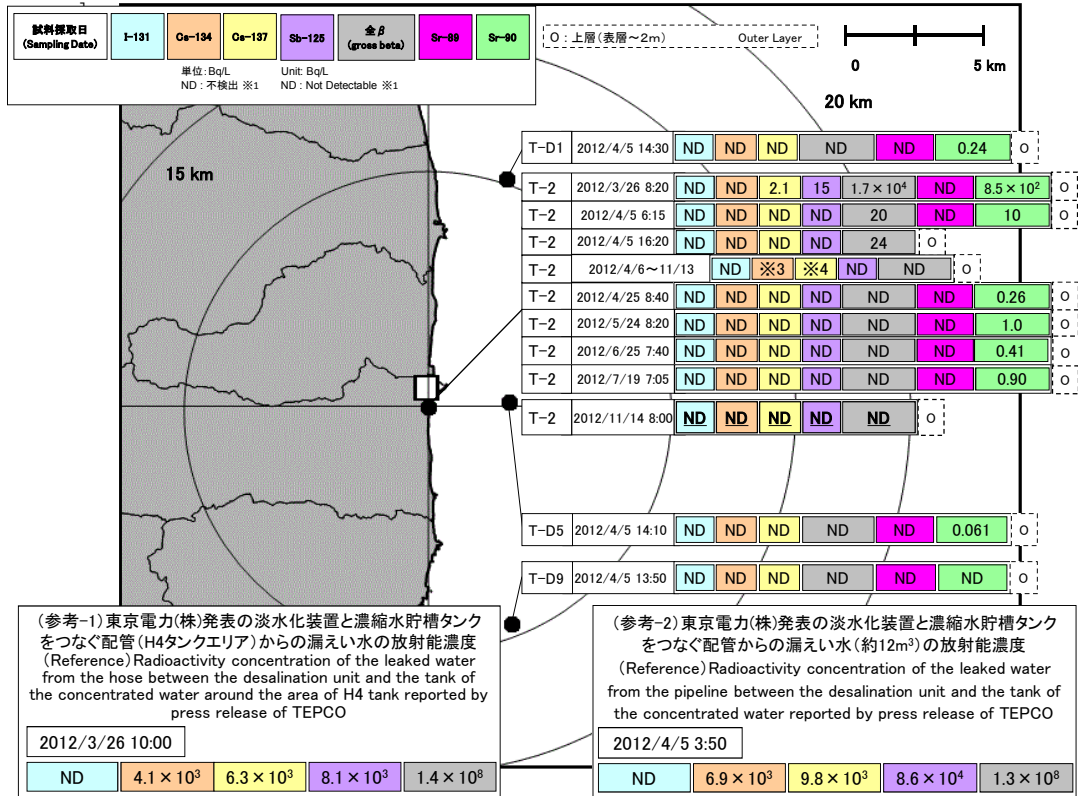 試料採取日 I-131 Cs-134 Cs-137 Sb-125 全β Sr-89 Sr-90
(Sampling Date) (gross beta)
単位:Bq/L Unit: Bq/L
ND : 不検出 ※1 ND : Not Detectable ※1
O : 上層(表層~2m) Outer Layer
0 5 km
20 km
15 km
T-D1 2012/4/5 14:30 ND ND ND ND ND 0.24 O
T-2 2012/3/26 8:20 ND ND 2.1 15 1.7×10⁴ ND 8.5×10² O
T-2 2012/4/5 6:15 ND ND ND ND 20 ND 10 O
T-2 2012/4/5 16:20 ND ND ND ND 24 O
T-2 2012/4/6~11/13 ND ※3 ※4 ND ND O
T-2 2012/4/25 8:40 ND ND ND ND ND ND 0.26 O
T-2 2012/5/24 8:20 ND ND ND ND ND ND 1.0 O
T-2 2012/6/25 7:40 ND ND ND ND ND ND 0.41 O
T-2 2012/7/19 7:05 ND ND ND ND ND ND 0.90 O
T-2 2012/11/14 8:00 ND ND ND ND ND O
T-D5 2012/4/5 14:10 ND ND ND ND ND 0.061 O
T-D9 2012/4/5 13:50 ND ND ND ND ND ND O
(参考-1)東京電力(株)発表の淡水化装置と濃縮水貯槽タンク
をつなぐ配管(H4タンクエリア)からの漏えい水の放射能濃度
(Reference)Radioactivity concentration of the leaked water
from the hose between the desalination unit and the tank of
the concentrated water around the area of H4 tank reported by
press release of TEPCO
2012/3/26 10:00
ND 4.1×10³ 6.3×10³ 8.1×10³ 1.4×10⁸
(参考-2)東京電力(株)発表の淡水化装置と濃縮水貯槽タンク
をつなぐ配管からの漏えい水(約12m³)の放射能濃度
(Reference)Radioactivity concentration of the leaked water
from the pipeline between the desalination unit and the tank of
the concentrated water reported by press release of TEPCO
2012/4/5 3:50
ND 6.9×10³ 9.8×10³ 8.6×10⁴ 1.3×10⁸